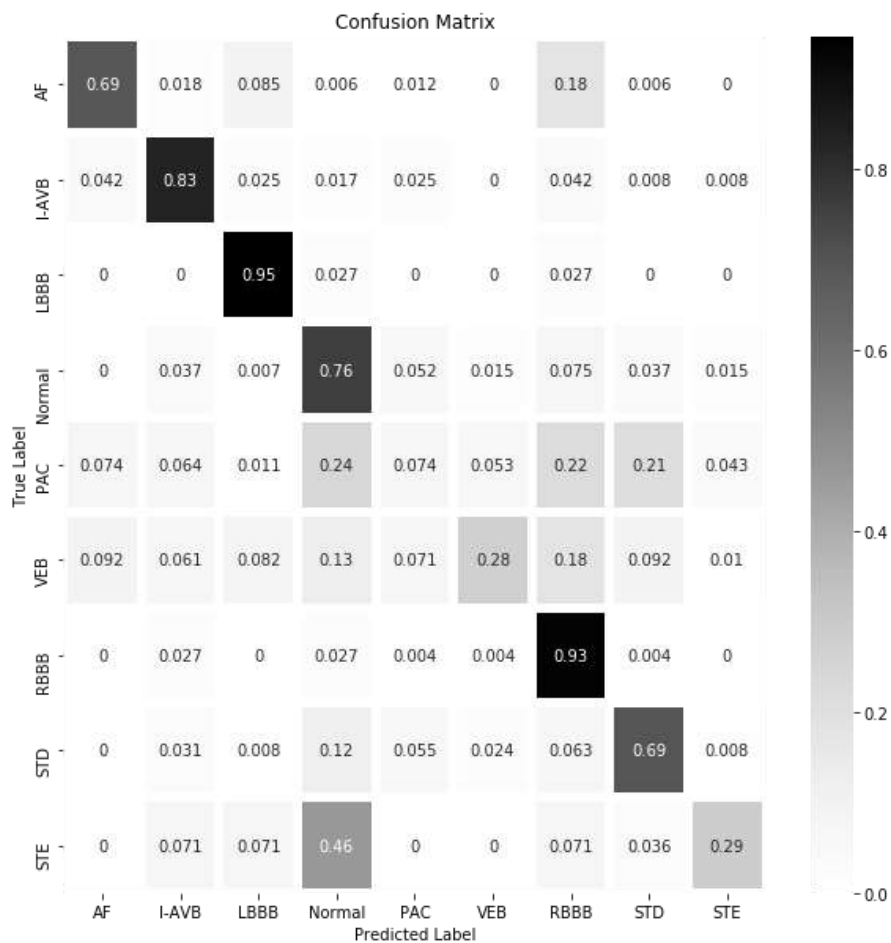 Confusion Matrix
AF 0.69 0.018 0.085 0.006 0.012 0 0.18 0.006 0
I-AVB 0.042 0.83 0.025 0.017 0.025 0 0.042 0.008 0.008
LBBB 0 0 0.95 0.027 0 0 0.027 0 0
Normal 0 0.037 0.007 0.76 0.052 0.015 0.075 0.037 0.015
PAC 0.074 0.064 0.011 0.24 0.074 0.053 0.22 0.21 0.043
VEB 0.092 0.061 0.082 0.13 0.071 0.28 0.18 0.092 0.01
RBBB 0 0.027 0 0.027 0.004 0.004 0.93 0.004 0
STD 0 0.031 0.008 0.12 0.055 0.024 0.063 0.69 0.008
STE 0 0.071 0.071 0.46 0 0 0.071 0.036 0.29
AF I-AVB LBBB Normal PAC VEB RBBB STD STE
Predicted Label
True Label
0.8
0.6
0.4
0.2
0.0